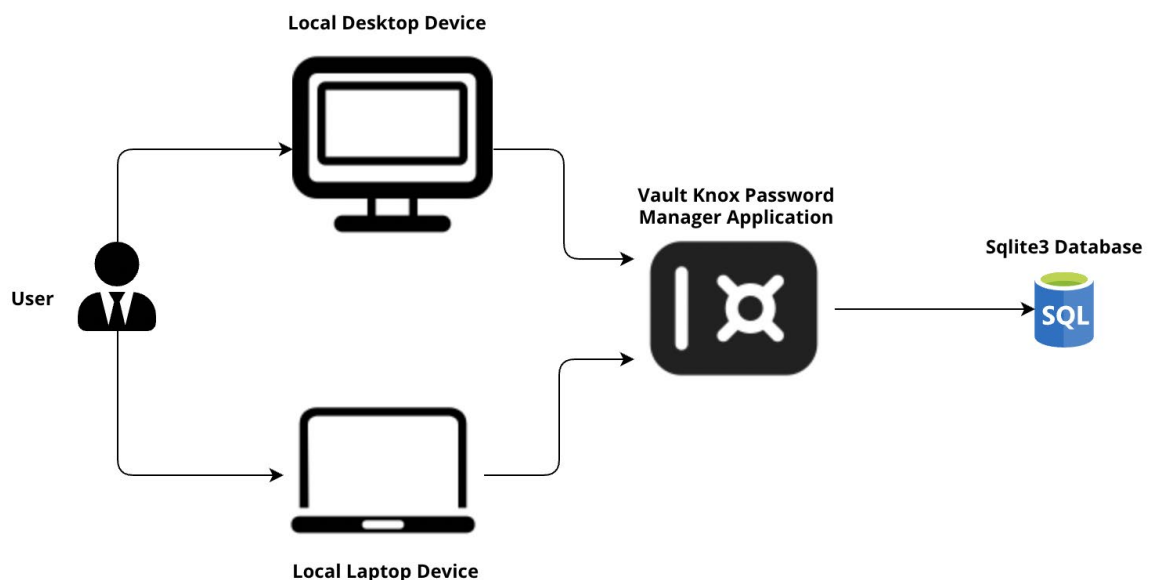 Local Desktop Device
Vault Knox Password
Manager Application
Sqlite3 Database
SQL
User
Local Laptop Device